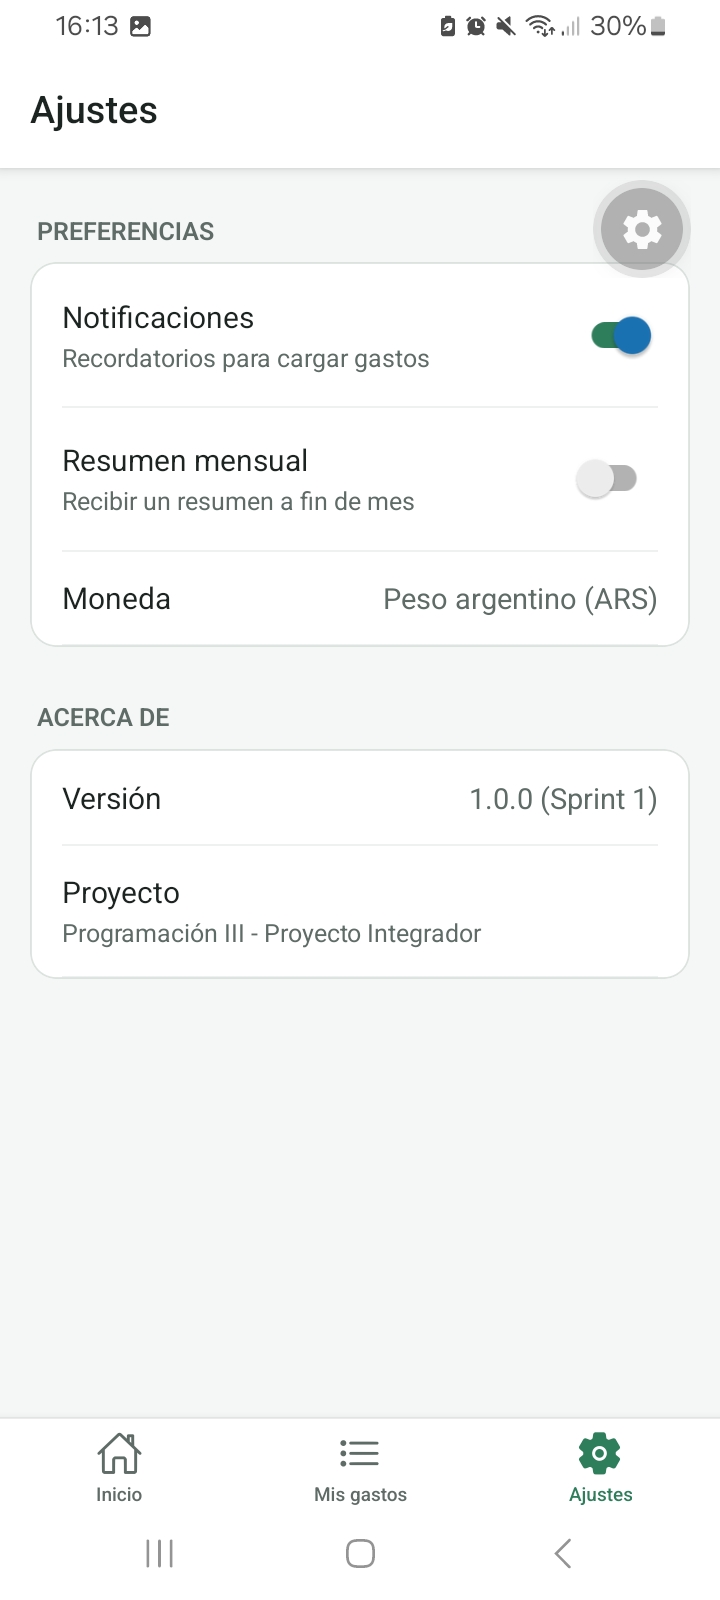 16:13
30%
Ajustes
PREFERENCIAS
Notificaciones
Recordatorios para cargar gastos
Resumen mensual
Recibir un resumen a fin de mes
Moneda Peso argentino (ARS)
ACERCA DE
Versión 1.0.0 (Sprint 1)
Proyecto
Programación III - Proyecto Integrador
Inicio Mis gastos Ajustes